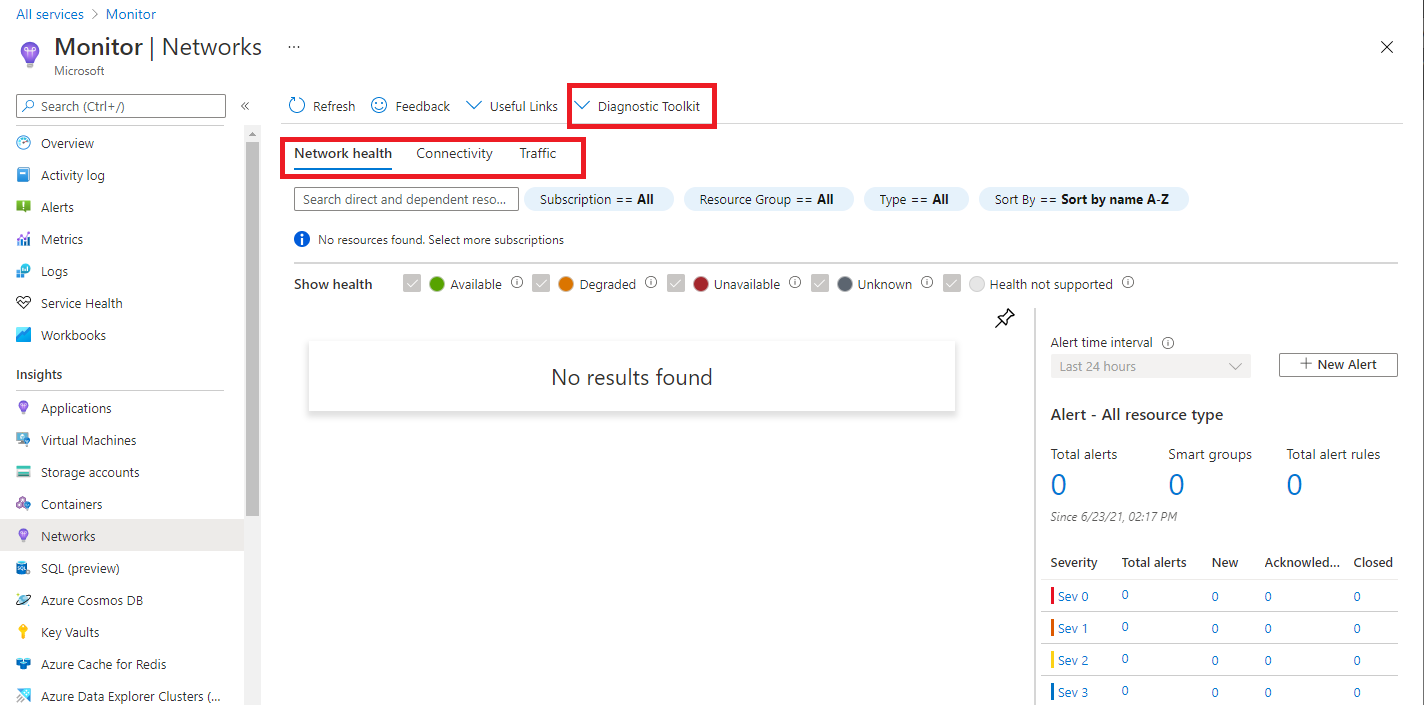 All services > Monitor
Monitor | Networks ...
Microsoft
Search (Ctrl+/)
«
Overview
Activity log
Alerts
Metrics
Logs
Service Health
Workbooks
Insights
Applications
Virtual Machines
Storage accounts
Containers
Networks
SQL (preview)
Azure Cosmos DB
Key Vaults
Azure Cache for Redis
Azure Data Explorer Clusters (...
Refresh Feedback Useful Links Diagnostic Toolkit
Network health Connectivity Traffic
Search direct and dependent reso... Subscription == All Resource Group == All Type == All Sort By == Sort by name A-Z
No resources found. Select more subscriptions
Show health Available Degraded Unavailable Unknown Health not supported
No results found
Alert time interval
Last 24 hours + New Alert
Alert - All resource type
Total alerts Smart groups Total alert rules
0 0 0
Since 6/23/21, 02:17 PM
Severity Total alerts New Acknowled... Closed
Sev 0 0 0 0 0
Sev 1 0 0 0 0
Sev 2 0 0 0 0
Sev 3 0 0 0 0